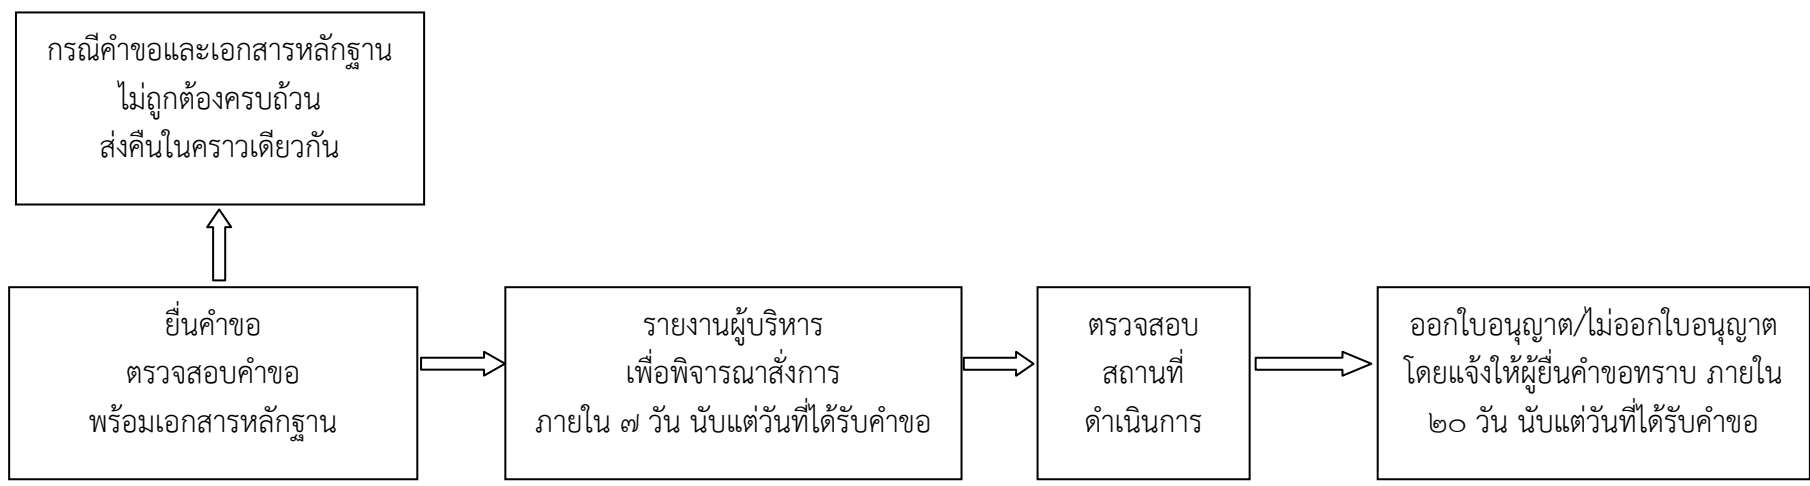 กรณีคำขอและเอกสารหลักฐาน
ไม่ถูกต้องครบถ้วน
ส่งคืนในคราวเดียวกัน
ยื่นคำขอ
ตรวจสอบคำขอ
พร้อมเอกสารหลักฐาน
รายงานผู้บริหาร
เพื่อพิจารณาสั่งการ
ภายใน ๗ วัน นับแต่วันที่ได้รับคำขอ
ตรวจสอบ
สถานที่
ดำเนินการ
ออกใบอนุญาต/ไม่ออกใบอนุญาต
โดยแจ้งให้ผู้ยื่นคำขอทราบ ภายใน
๒๐ วัน นับแต่วันที่ได้รับคำขอ